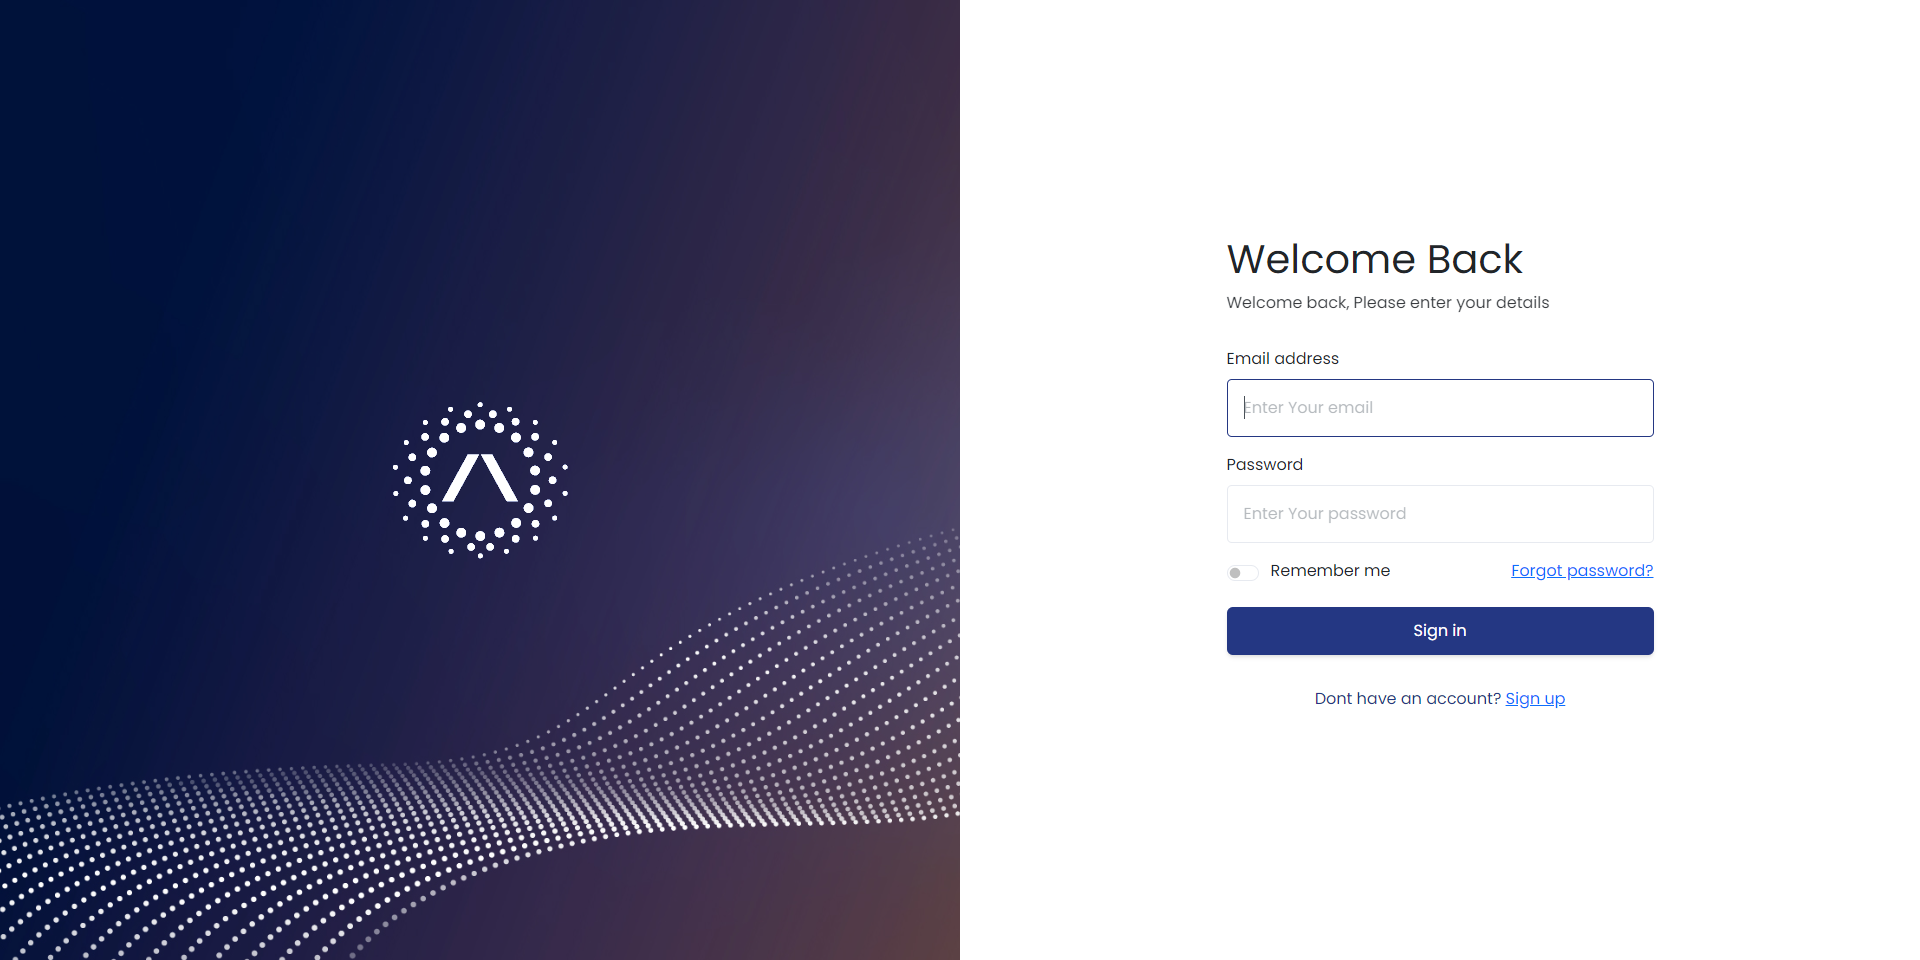 Welcome Back
Welcome back, Please enter your details
Email address
Enter Your email
Password
Enter Your password
Remember me Forgot password?
Sign in
Dont have an account? Sign up